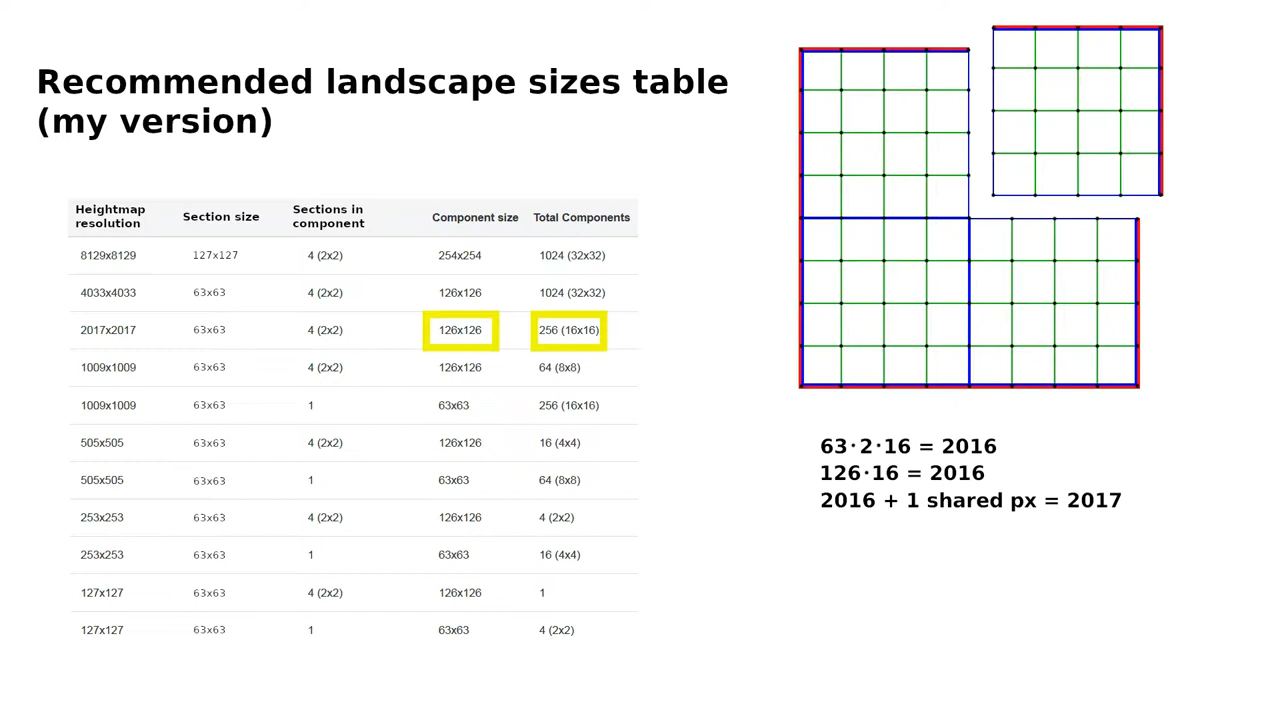 Recommended landscape sizes table
(my version)
Heightmap resolution Section size Sections in component Component size Total Components
8129x8129 127x127 4 (2x2) 254x254 1024 (32x32)
4033x4033 63x63 4 (2x2) 126x126 1024 (32x32)
2017x2017 63x63 4 (2x2) 126x126 256 (16x16)
1009x1009 63x63 4 (2x2) 126x126 64 (8x8)
1009x1009 63x63 1 63x63 256 (16x16)
505x505 63x63 4 (2x2) 126x126 16 (4x4)
505x505 63x63 1 63x63 64 (8x8)
253x253 63x63 4 (2x2) 126x126 4 (2x2)
253x253 63x63 1 63x63 16 (4x4)
127x127 63x63 4 (2x2) 126x126 1
127x127 63x63 1 63x63 4 (2x2)
63·2·16 = 2016
126·16 = 2016
2016 + 1 shared px = 2017